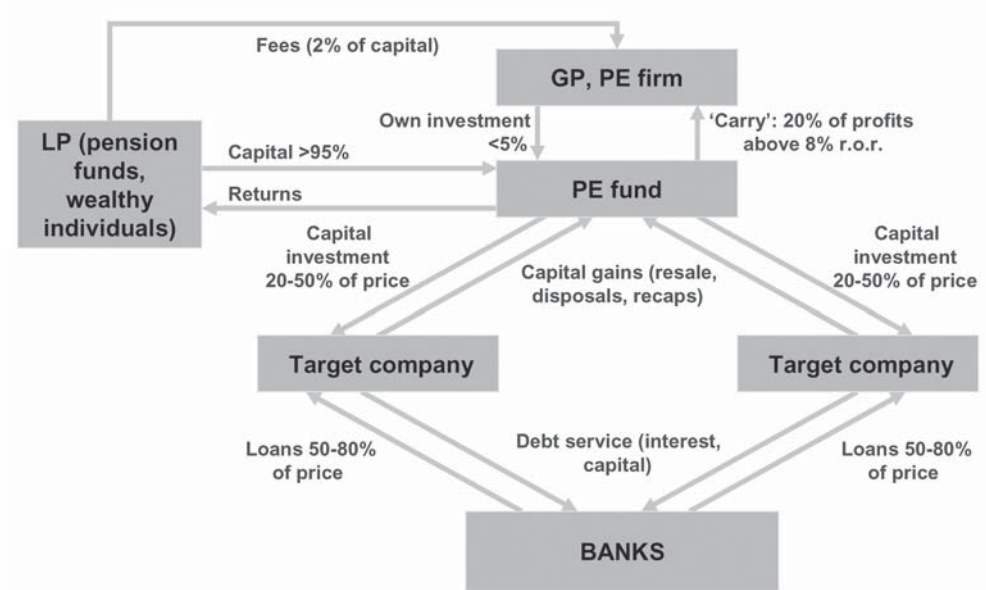 Fees (2% of capital)
GP, PE firm
Own investment
<5%
‘Carry’: 20% of profits
above 8% r.o.r.
LP (pension
funds,
wealthy
individuals)
Capital >95%
Returns
PE fund
Capital
investment
20-50% of price
Capital gains (resale,
disposals, recaps)
Capital
investment
20-50% of price
Target company
Target company
Loans 50-80%
of price
Debt service (interest,
capital)
Loans 50-80%
of price
BANKS